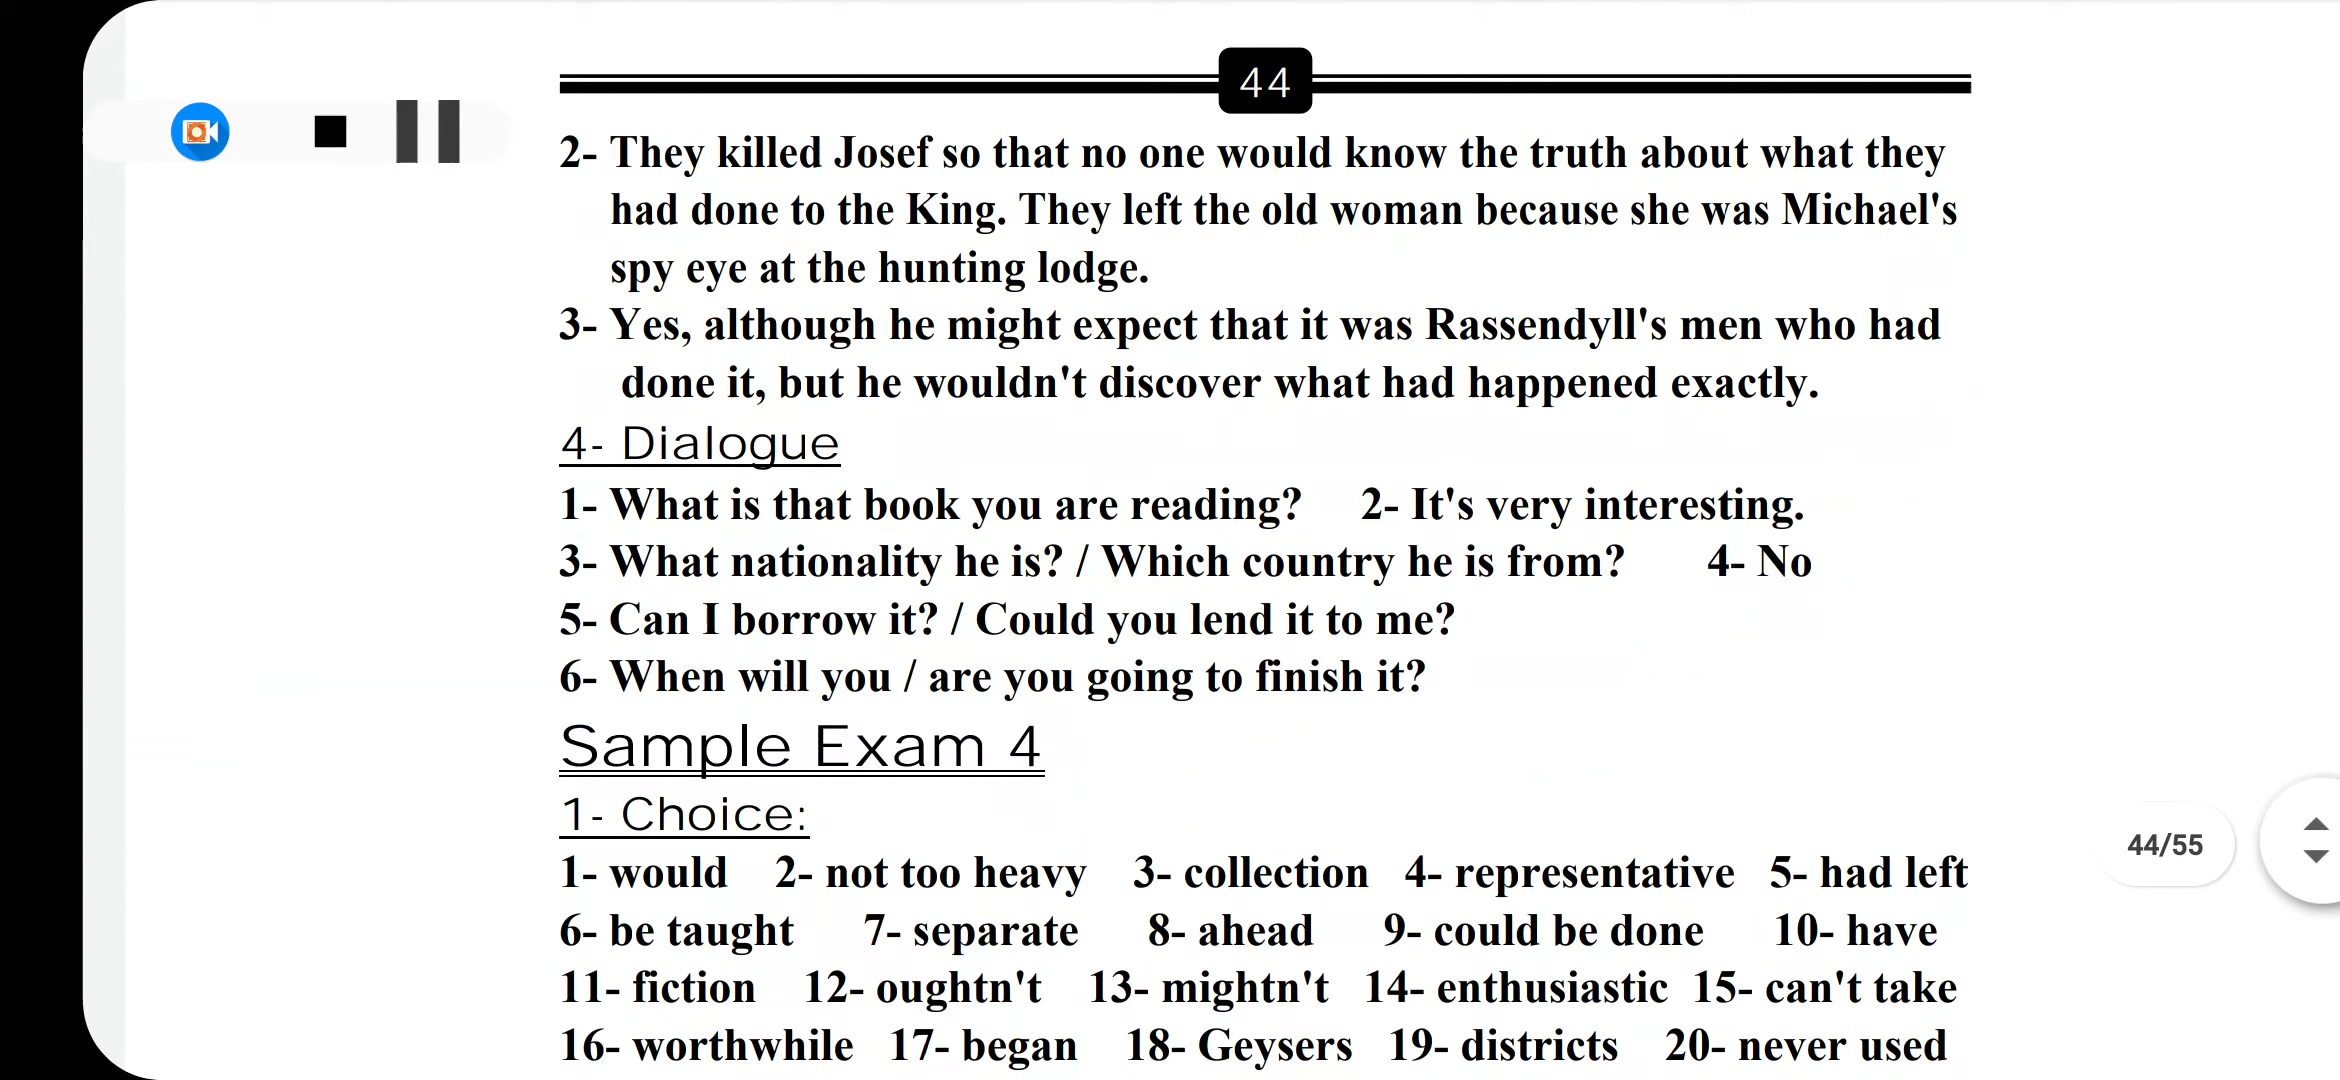 44
2- They killed Josef so that no one would know the truth about what they
had done to the King. They left the old woman because she was Michael's
spy eye at the hunting lodge.
3- Yes, although he might expect that it was Rassendyll's men who had
done it, but he wouldn't discover what had happened exactly.
4- Dialogue
1- What is that book you are reading? 2- It's very interesting.
3- What nationality he is? / Which country he is from? 4- No
5- Can I borrow it? / Could you lend it to me?
6- When will you / are you going to finish it?
Sample Exam 4
1- Choice:
44/55
1- would 2- not too heavy 3- collection 4- representative 5- had left
6- be taught 7- separate 8- ahead 9- could be done 10- have
11- fiction 12- oughtn't 13- mightn't 14- enthusiastic 15- can't take
16- worthwhile 17- began 18- Geysers 19- districts 20- never used